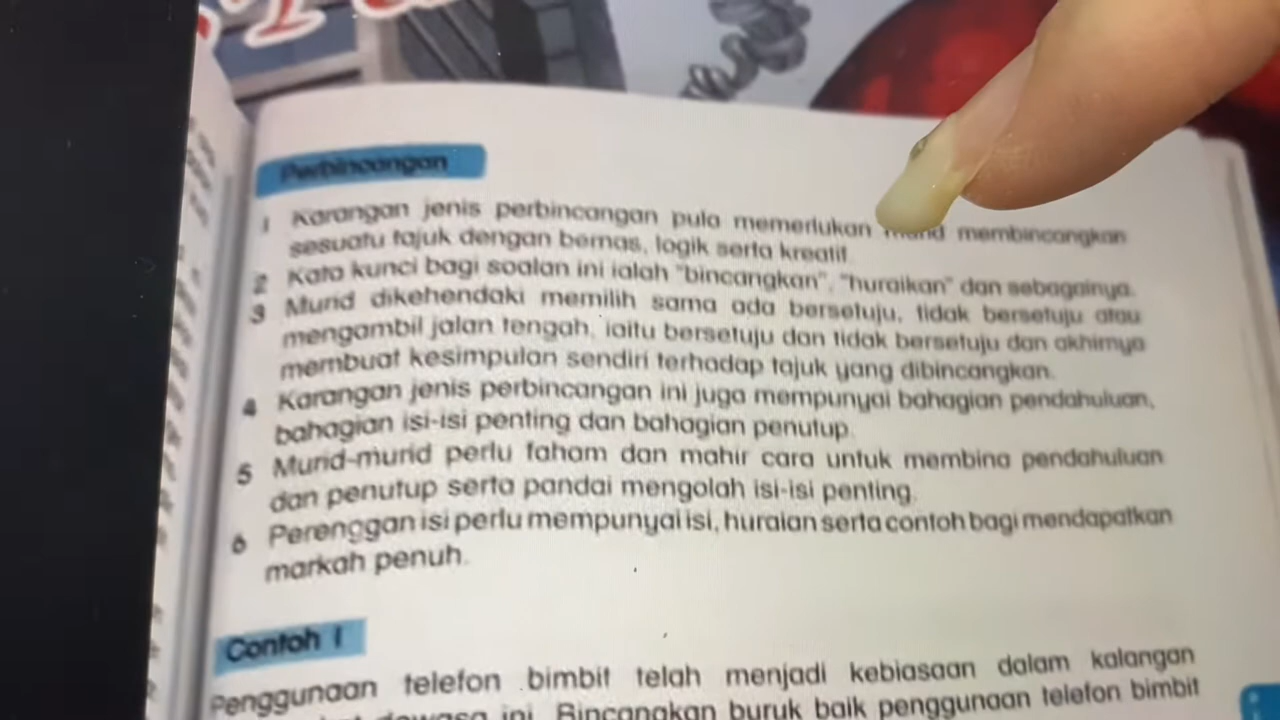 Perbincangan
1 Karangan jenis perbincangan pula memerlukan murid membincangkan
sesuatu tajuk dengan bernas, logik serta kreatif.
2 Kata kunci bagi soalan ini ialah "bincangkan", "huraikan" dan sebagainya.
3 Murid dikehendaki memilih sama ada bersetuju, tidak bersetuju atau
mengambil jalan tengah, iaitu bersetuju dan tidak bersetuju dan akhirnya
membuat kesimpulan sendiri terhadap tajuk yang dibincangkan.
4 Karangan jenis perbincangan ini juga mempunyai bahagian pendahuluan,
bahagian isi-isi penting dan bahagian penutup.
5 Murid-murid perlu faham dan mahir cara untuk membina pendahuluan
dan penutup serta pandai mengolah isi-isi penting.
6 Perenggan isi perlu mempunyai isi, huraian serta contoh bagi mendapatkan
markah penuh.
Contoh 1
Penggunaan telefon bimbit telah menjadi kebiasaan dalam kalangan
dewasa ini. Bincangkan buruk baik penggunaan telefon bimbit